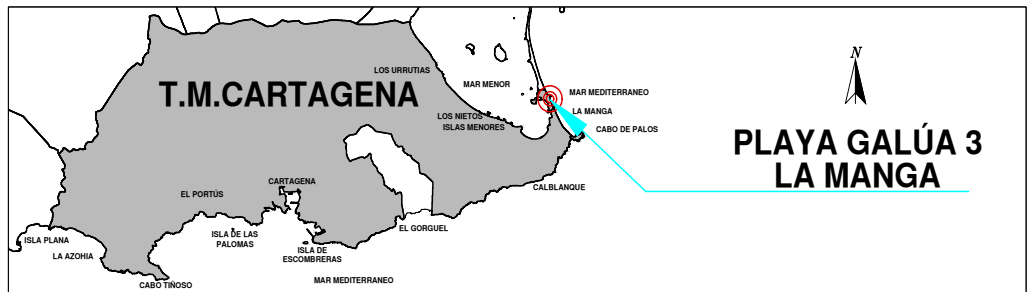 LOS URRUTIAS
T.M.CARTAGENA
MAR MENOR
MAR MEDITERRANEO
LA MANGA
LOS NIETOS
ISLAS MENORES
CABO DE PALOS
N
PLAYA GALÚA 3
LA MANGA
CARTAGENA
EL PORTÚS
CALBLANQUE
EL GORGUEL
ISLA DE LAS
PALOMAS
ISLA PLANA
LA AZOHIA
ISLA DE
ESCOMBRERAS
CABO TIÑOSO
MAR MEDITERRANEO